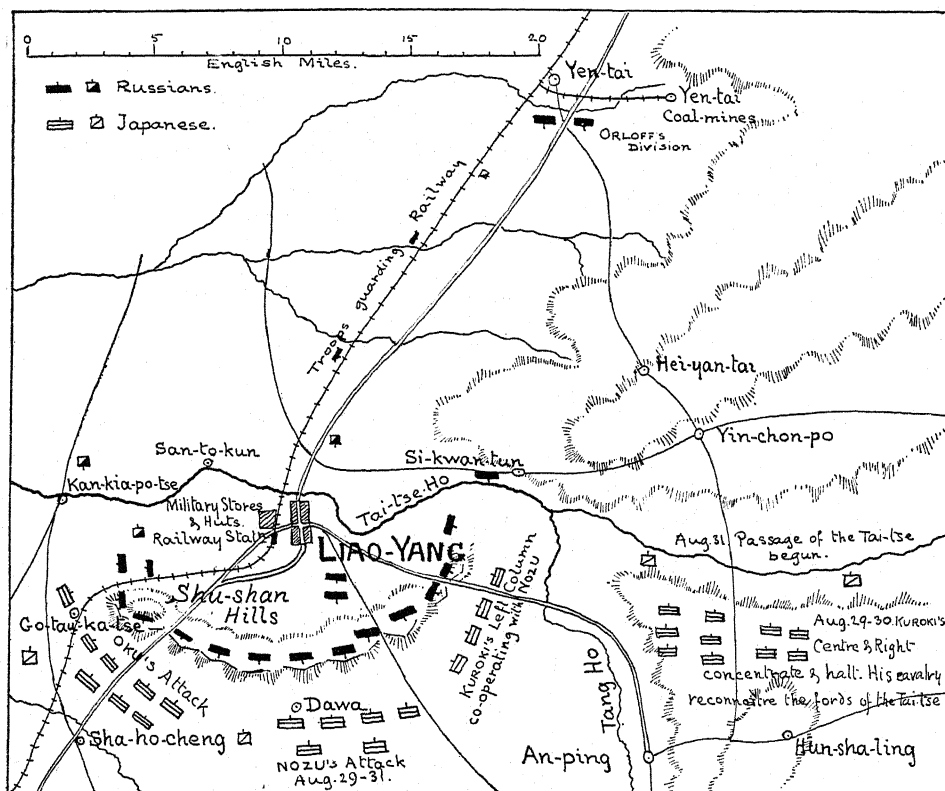 0 5 10 15 20
English Miles.
Russians.
Japanese.
Yen-tai
Yen-tai
Coal-mines
ORLOFF'S
DIVISION
Troops guarding Railway
Hei-yan-tai
Yin-chon-po
San-to-kun
Si-kwan-tun
Kan-kia-po-tse
Military Stores
& Huts.
Railway Statn
Tai-tse-Ho
LIAO-YANG
Aug.31. Passage of the Tai-tse
begun.
Shu-shan
Hills
Go-tau-ka-tse
OKU'S Attack
KUROKI'S Left Column
co-operating with NOZU
Tang Ho
Aug.29-30. KUROKI'S
Centre & Right
concentrate & halt. His cavalry
reconnoitre the fords of the Tai-tse
Dawa
Sha-ho-cheng
NOZU'S Attack
Aug.29-31.
An-ping
Hun-sha-ling